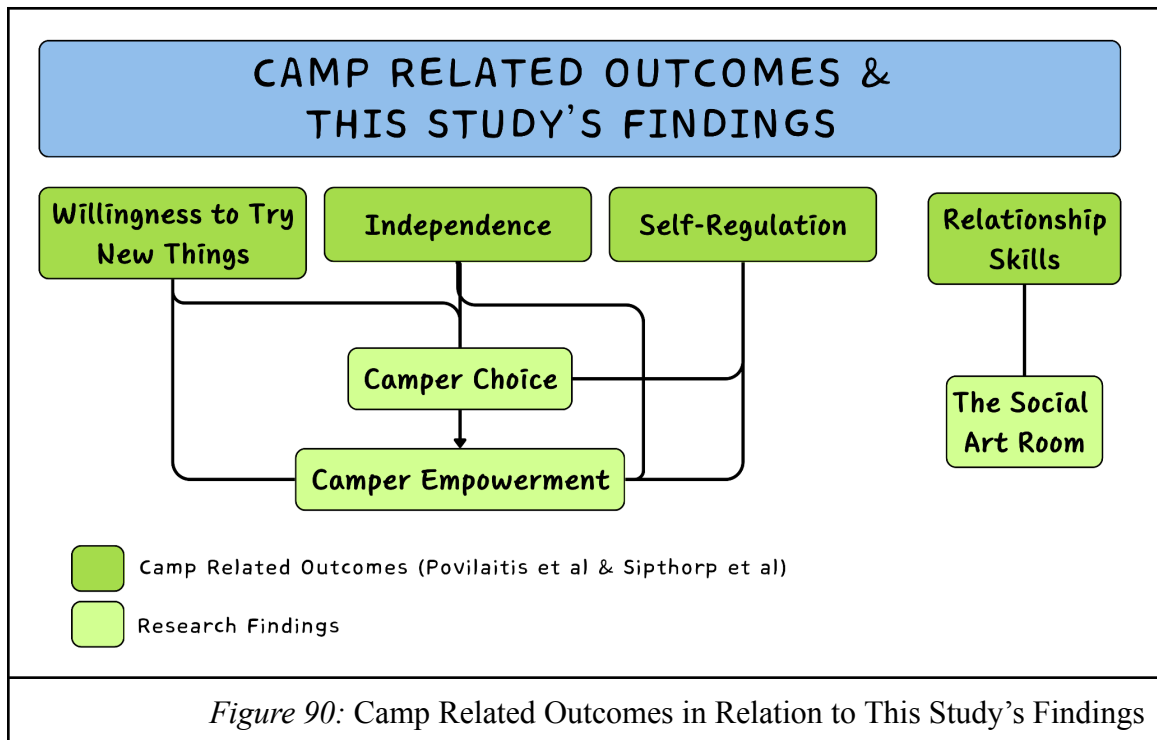 CAMP RELATED OUTCOMES &
THIS STUDY'S FINDINGS
Willingness to Try
New Things
Independence
Self-Regulation
Relationship
Skills
Camper Choice
The Social
Art Room
Camper Empowerment
Camp Related Outcomes (Povilaitis et al & Sipthorp et al)
Research Findings
Figure 90: Camp Related Outcomes in Relation to This Study's Findings